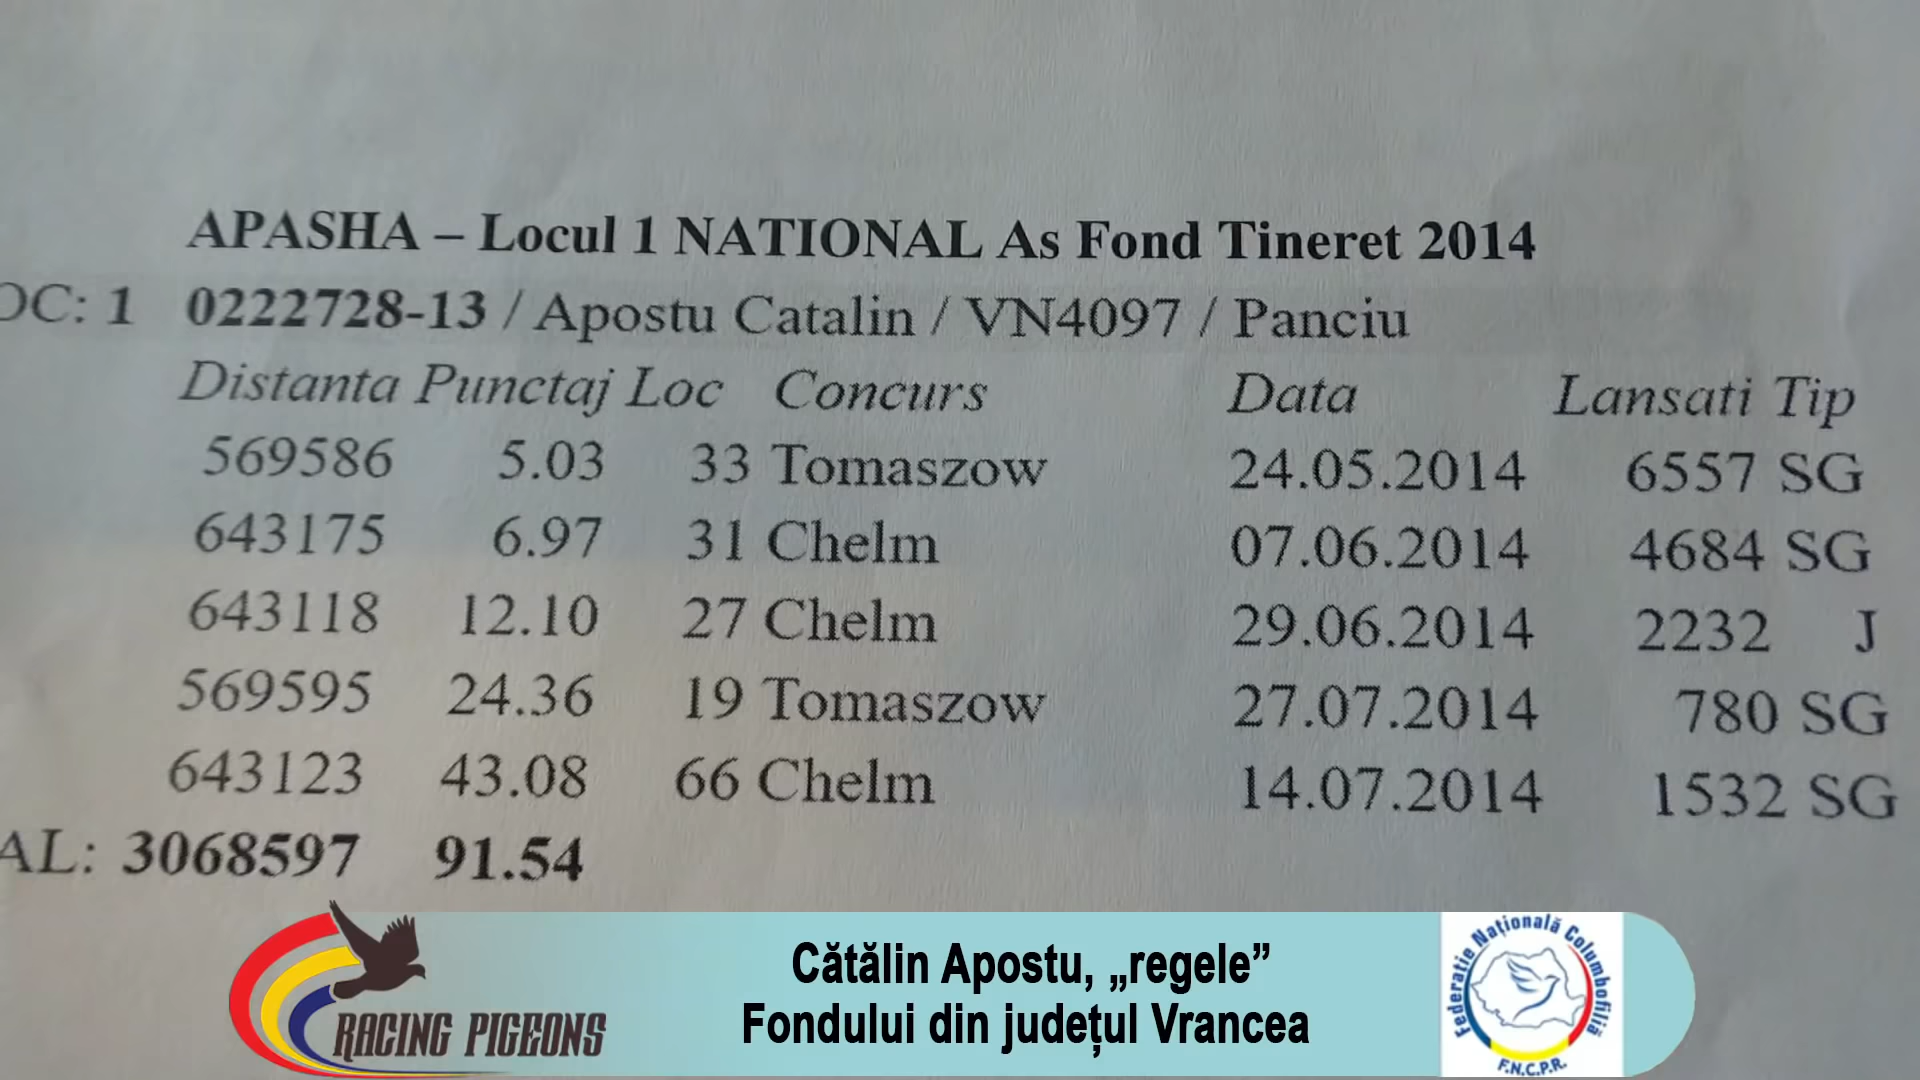 APASHA – Locul 1 NATIONAL As Fond Tineret 2014
OC: 1 0222728-13 / Apostu Catalin / VN4097 / Panciu
Distanta Punctaj Loc Concurs Data Lansati Tip
569586 5.03 33 Tomaszow 24.05.2014 6557 SG
643175 6.97 31 Chelm 07.06.2014 4684 SG
643118 12.10 27 Chelm 29.06.2014 2232 J
569595 24.36 19 Tomaszow 27.07.2014 780 SG
643123 43.08 66 Chelm 14.07.2014 1532 SG
AL: 3068597 91.54
RACING PIGEONS
Cătălin Apostu, „regele”
Fondului din județul Vrancea
Federatie Națională Columbofilă
F.N.C.P.R.